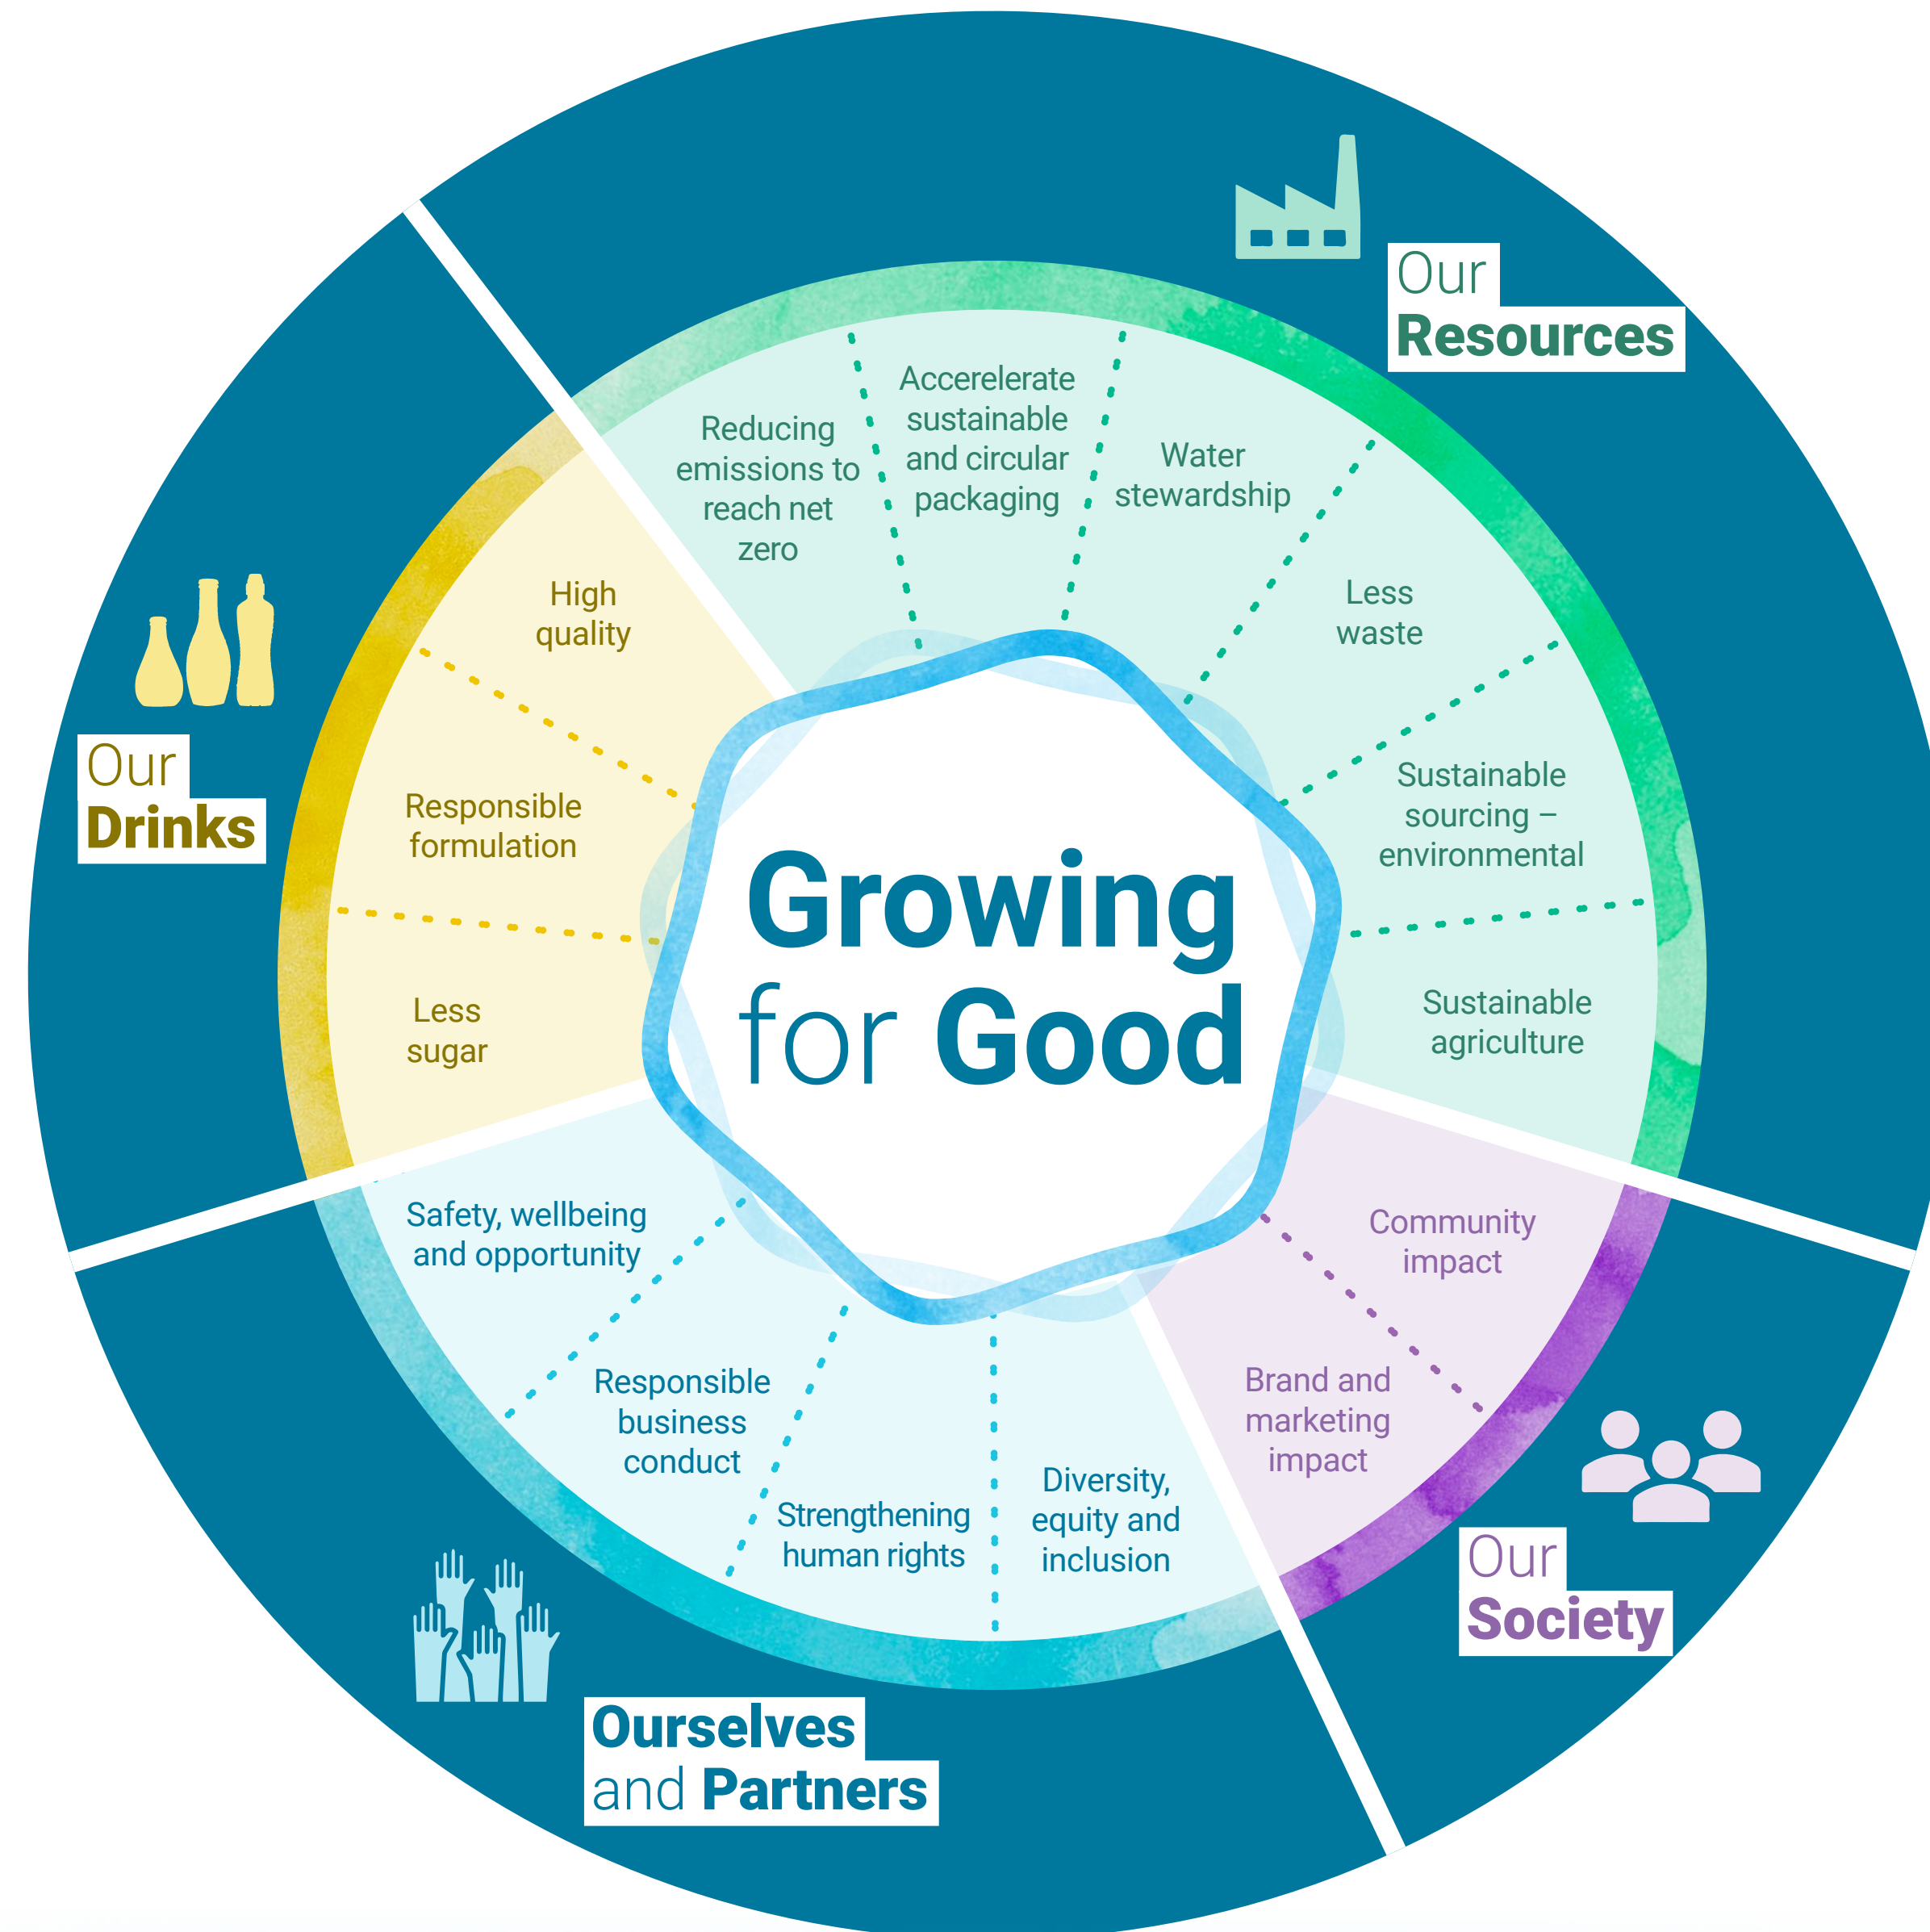 Our
Resources
Reducing
emissions to
reach net
zero
Accerelerate
sustainable
and circular
packaging
Water
stewardship
Less
waste
Sustainable
sourcing –
environmental
Sustainable
agriculture
Our
Drinks
High
quality
Responsible
formulation
Less
sugar
Growing
for Good
Safety, wellbeing
and opportunity
Responsible
business
conduct
Strengthening
human rights
Diversity,
equity and
inclusion
Ourselves
and Partners
Community
impact
Brand and
marketing
impact
Our
Society